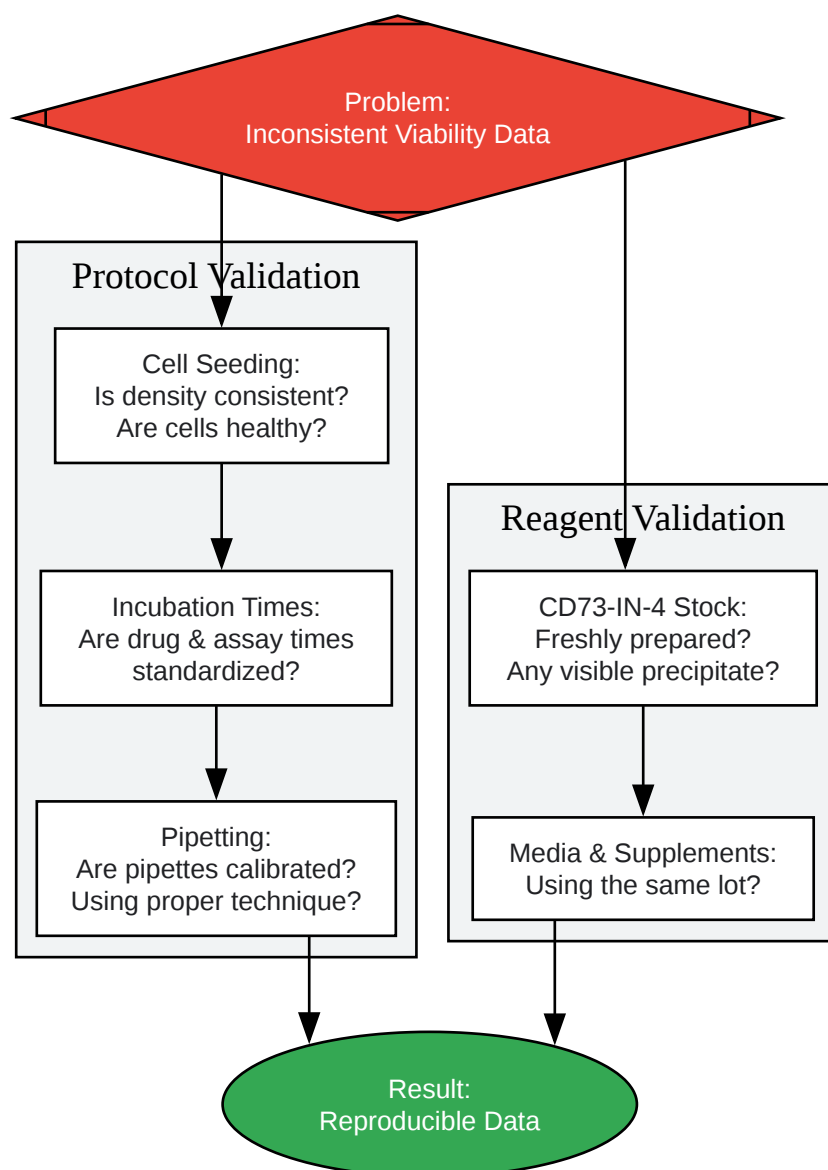 Problem:
Inconsistent Viability Data
Protocol Validation
Cell Seeding:
Is density consistent?
Are cells healthy?
Incubation Times:
Are drug & assay times
standardized?
Pipetting:
Are pipettes calibrated?
Using proper technique?
Reagent Validation
CD73-IN-4 Stock:
Freshly prepared?
Any visible precipitate?
Media & Supplements:
Using the same lot?
Result:
Reproducible Data